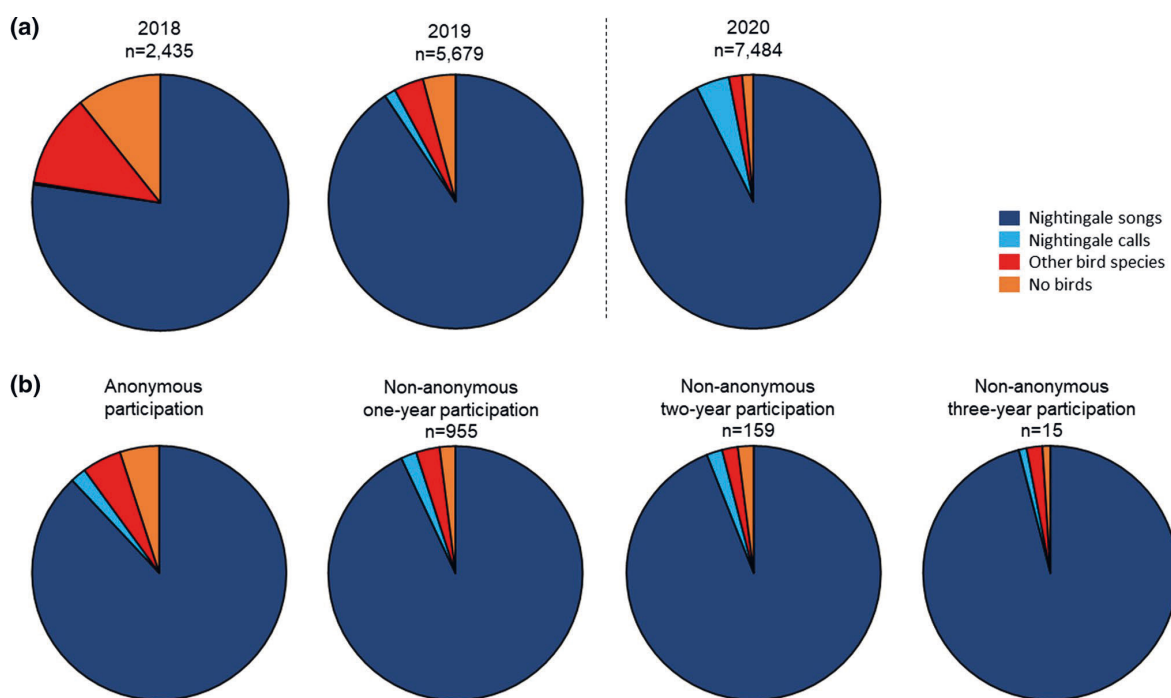 (a)
2018
n=2,435
2019
n=5,679
2020
n=7,484
Nightingale songs
Nightingale calls
Other bird species
No birds
(b)
Anonymous
participation
Non-anonymous
one-year participation
n=955
Non-anonymous
two-year participation
n=159
Non-anonymous
three-year participation
n=15